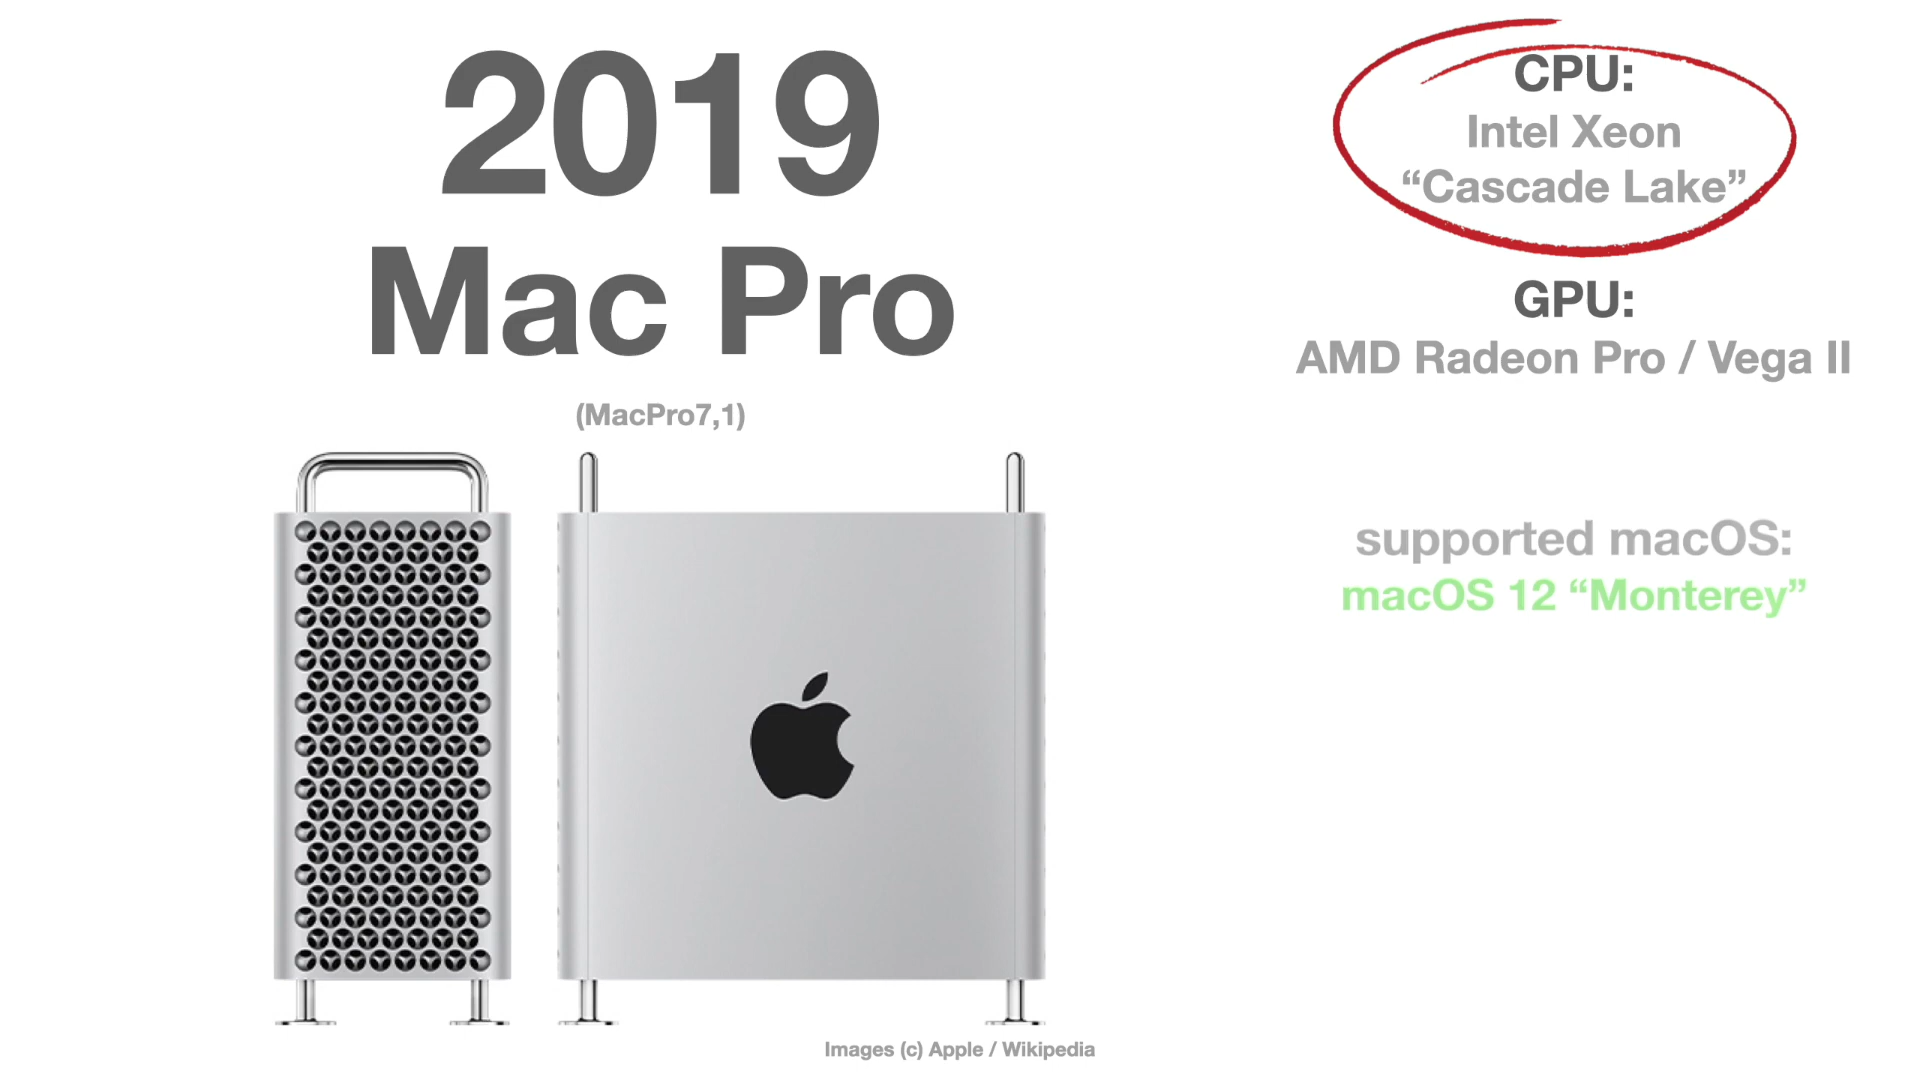 2019
Mac Pro
(MacPro7,1)
CPU:
Intel Xeon
“Cascade Lake”
GPU:
AMD Radeon Pro / Vega II
supported macOS:
macOS 12 “Monterey”
Images (c) Apple / Wikipedia